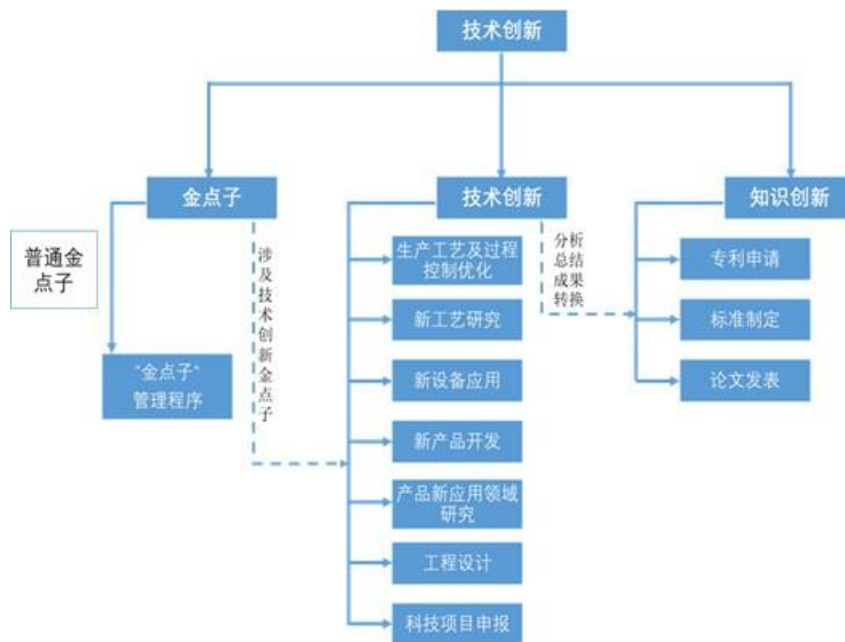 技术创新
金点子
技术创新
知识创新
普通金
点子
“金点子”
管理程序
涉及技术创新金点子
生产工艺及过程
控制优化
新工艺研究
新设备应用
新产品开发
产品新应用领域
研究
工程设计
科技项目申报
分析
总结
成果
转换
专利申请
标准制定
论文发表